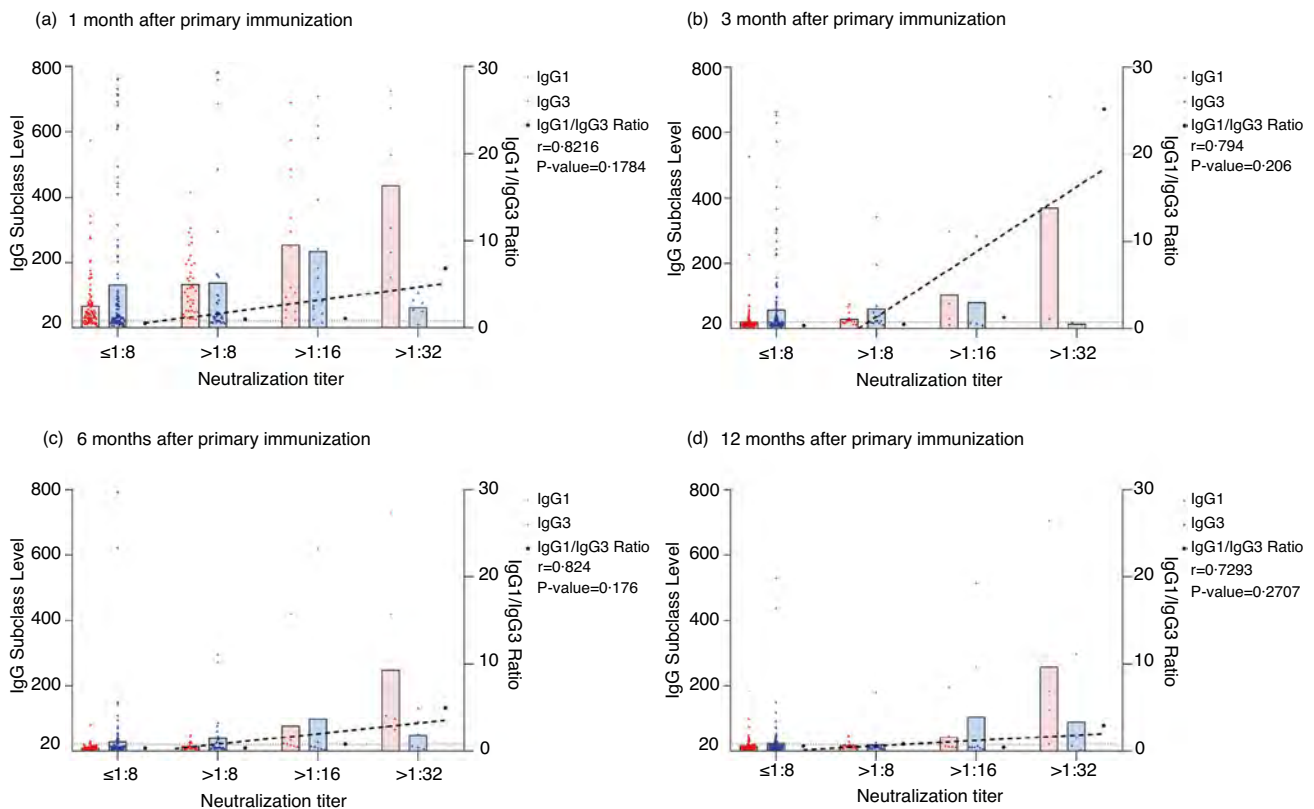 (a) 1 month after primary immunization
800
600
400
200
20
IgG Subclass Level
30
20
10
0
IgG1/IgG3 Ratio
≤1:8 >1:8 >1:16 >1:32
Neutralization titer
IgG1
IgG3
IgG1/IgG3 Ratio
r=0·8216
P-value=0·1784
(b) 3 month after primary immunization
800
600
400
200
20
IgG Subclass Level
30
20
10
0
IgG1/IgG3 Ratio
≤1:8 >1:8 >1:16 >1:32
Neutralization titer
IgG1
IgG3
IgG1/IgG3 Ratio
r=0·794
P-value=0·206
(c) 6 months after primary immunization
800
600
400
200
20
IgG Subclass Level
30
20
10
0
IgG1/IgG3 Ratio
≤1:8 >1:8 >1:16 >1:32
Neutralization titer
IgG1
IgG3
IgG1/IgG3 Ratio
r=0·824
P-value=0·176
(d) 12 months after primary immunization
800
600
400
200
20
IgG Subclass Level
30
20
10
0
IgG1/IgG3 Ratio
≤1:8 >1:8 >1:16 >1:32
Neutralization titer
IgG1
IgG3
IgG1/IgG3 Ratio
r=0·7293
P-value=0·2707